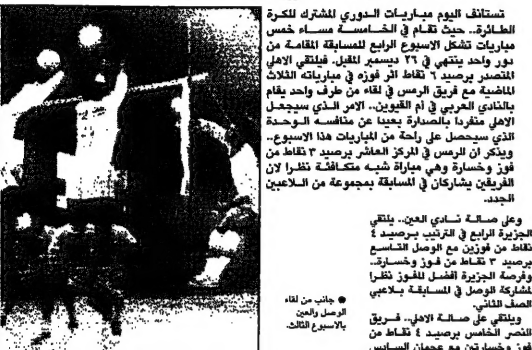 تستأنف اليوم مباريات الدوري المشترك للكرة
الطائرة.. حيث تقام في الخامسة مساء خمس
مباريات تشكل الاسبوع الرابع للمسابقة المقامة من
دور واحد ينتهي في ٢٦ ديسمبر المقبل. فيلتقي الاهلي
المتصدر برصيد ٦ نقاط اثر فوزه في مبارياته الثلاث
الماضية مع فريق الرمس في لقاء من طرف واحد يقام
بالنادي العربي في ام القيوين.. الامر الذي سيجعل
الاهلي منفردا بالصدارة بعيدا عن منافسه الوحدة
الذي سيحصل على راحة من المباريات هذا الاسبوع..
ويذكر ان الرمس في المركز العاشر برصيد ٣ نقاط من
فوز وخسارة وهي مباراة شبه متكافئة نظرا لان
الفريقين يشاركان في المسابقة بمجموعة من اللاعبين
الجدد.
وعلى صالة نادي العين.. يلتقي
الجزيرة الرابع في الترتيب برصيد ٤
نقاط من فوزين مع الوصل التاسع
برصيد ٣ نقاط من فوز وخسارة..
وفرصة الجزيرة افضل للفوز نظرا
لمشاركة الوصل في المسابقة بلاعبي
الصف الثاني.
ويلتقي على صالة الاهلي.. فريق
النصر الخامس برصيد ٤ نقاط من
فوز وخسارتين مع عجمان السادس
● جانب من لقاء
الوصل والعين
بالاسبوع الثالث.